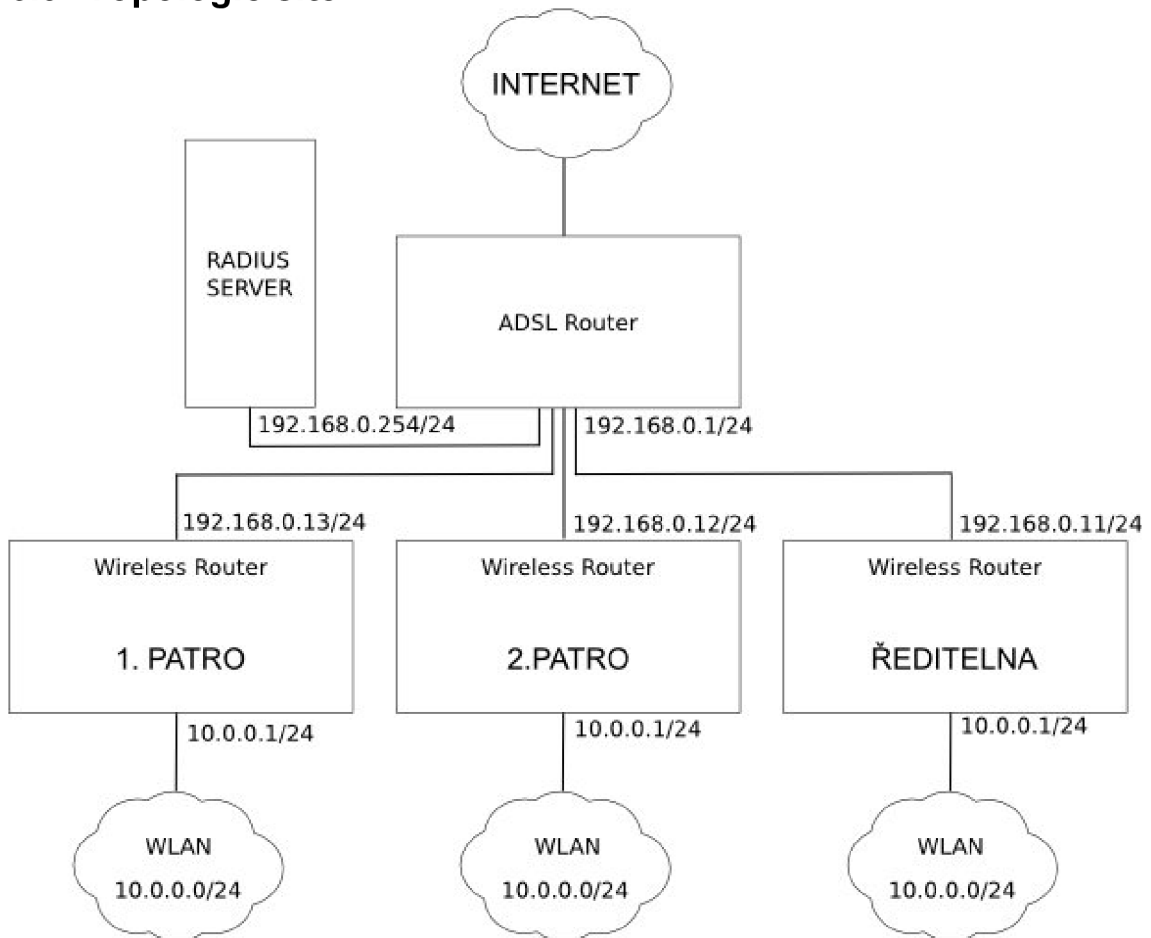 INTERNET
RADIUS
SERVER
ADSL Router
192.168.0.254/24
192.168.0.1/24
192.168.0.13/24
192.168.0.12/24
192.168.0.11/24
Wireless Router
Wireless Router
Wireless Router
1. PATRO
2.PATRO
ŘEDITELNA
10.0.0.1/24
10.0.0.1/24
10.0.0.1/24
WLAN
WLAN
WLAN
10.0.0.0/24
10.0.0.0/24
10.0.0.0/24